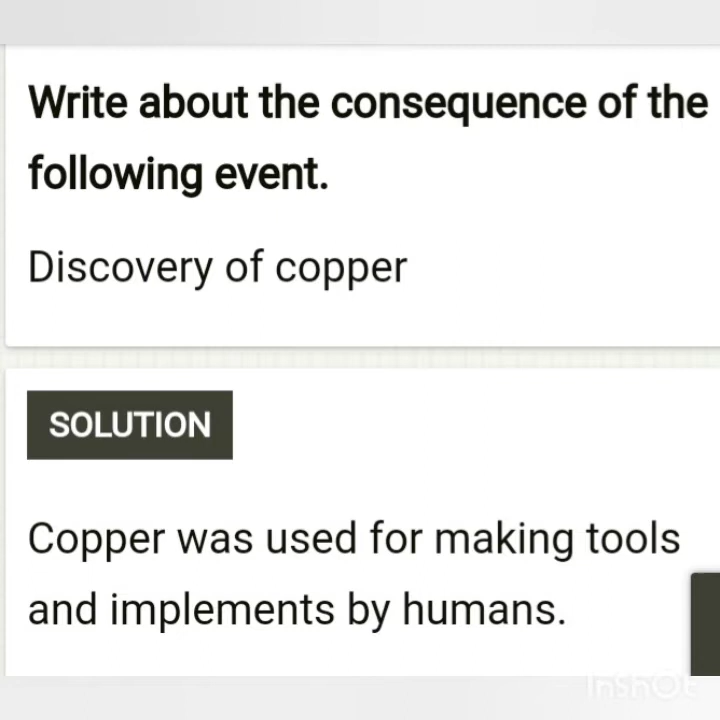 Write about the consequence of the
following event.
Discovery of copper
SOLUTION
Copper was used for making tools
and implements by humans.
InShOt